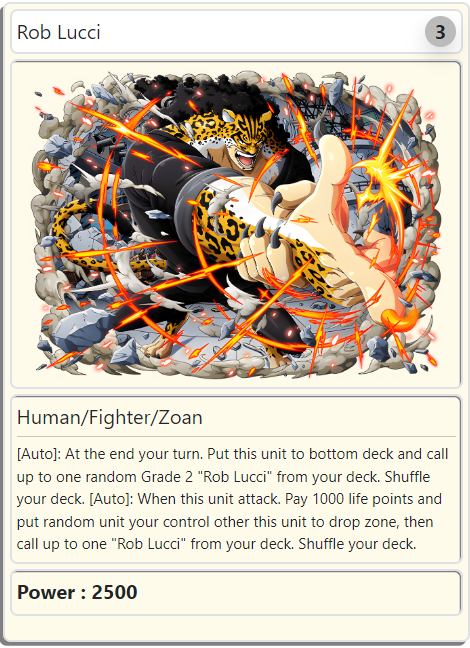 Rob Lucci
3
Human/Fighter/Zoan
[Auto]: At the end your turn. Put this unit to bottom deck and call
up to one random Grade 2 "Rob Lucci" from your deck. Shuffle
your deck. [Auto]: When this unit attack. Pay 1000 life points and
put random unit your control other this unit to drop zone, then
call up to one "Rob Lucci" from your deck. Shuffle your deck.
Power : 2500